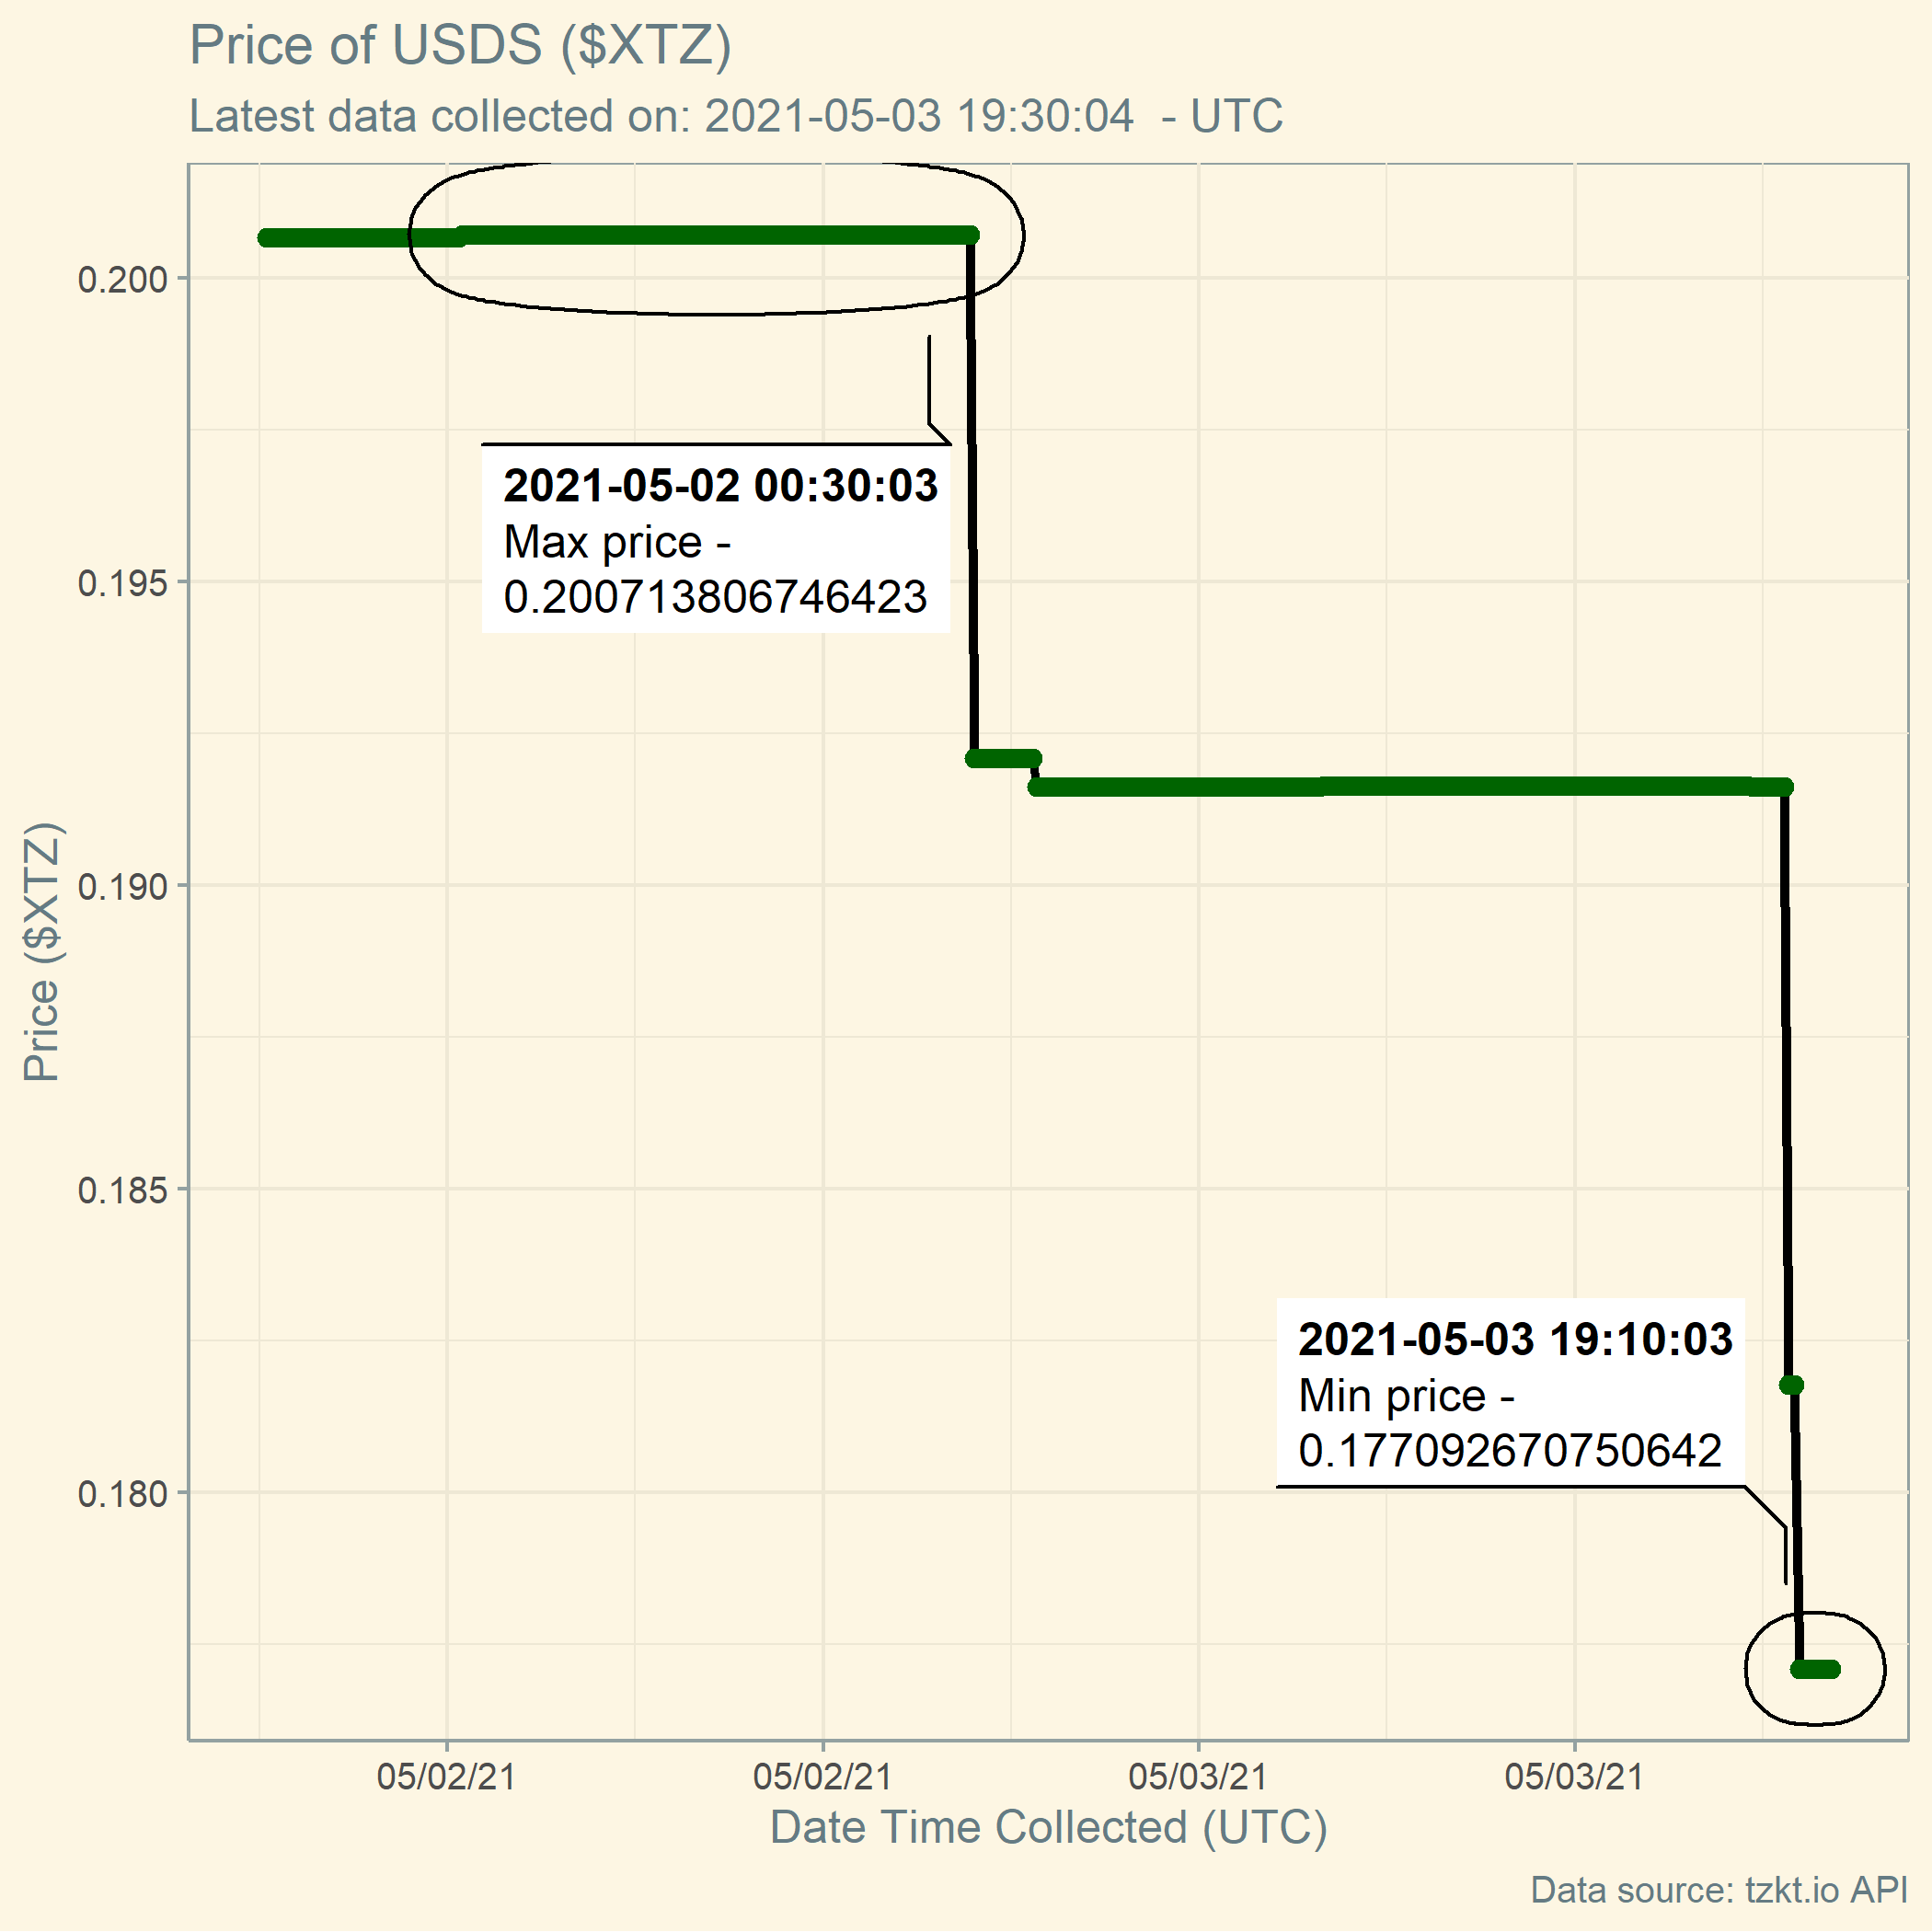 Price of USDS ($XTZ)
Latest data collected on: 2021-05-03 19:30:04  - UTC
0.200
2021-05-02 00:30:03
Max price -
0.200713806746423
0.195
0.190
Price ($XTZ)
0.185
2021-05-03 19:10:03
Min price -
0.177092670750642
0.180
05/02/21 05/02/21 05/03/21 05/03/21
Date Time Collected (UTC)
Data source: tzkt.io API